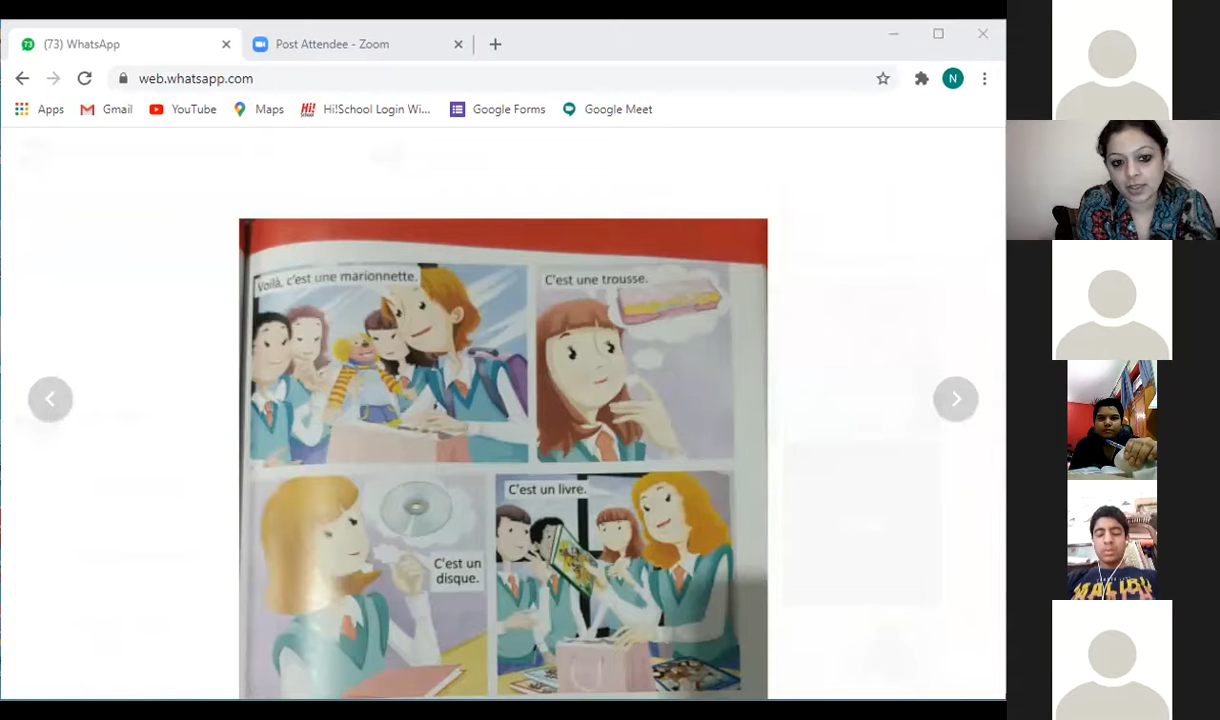 (73) WhatsApp
Post Attendee - Zoom
web.whatsapp.com
N
Apps
Gmail
YouTube
Maps
Hi!School Login Wi...
Google Forms
Google Meet
Voilà, c'est une marionnette.
C'est une trousse.
C'est un
disque.
C'est un livre.